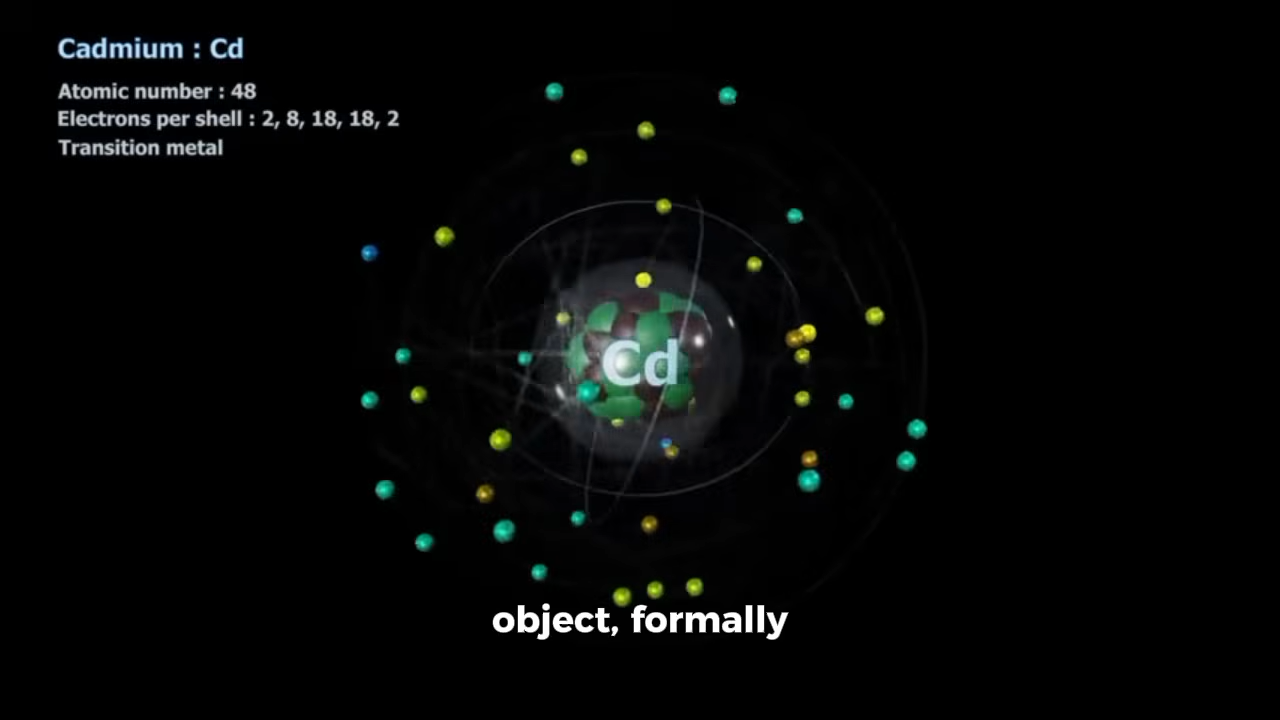 Cadmium : Cd
Atomic number : 48
Electrons per shell : 2, 8, 18, 18, 2
Transition metal
Cd
object, formally